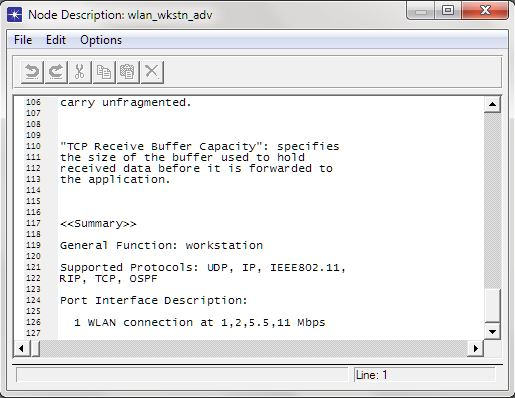 Node Description: wlan_wkstn_adv
File Edit Options
106 carry unfragmented.
107
108
109
110 "TCP Receive Buffer Capacity": specifies
111 the size of the buffer used to hold
112 received data before it is forwarded to
113 the application.
114
115
116
117 <<Summary>>
118
119 General Function: workstation
120
121 Supported Protocols: UDP, IP, IEEE802.11,
122 RIP, TCP, OSPF
123
124 Port Interface Description:
125
126 1 WLAN connection at 1,2,5.5,11 Mbps
127
Line: 1